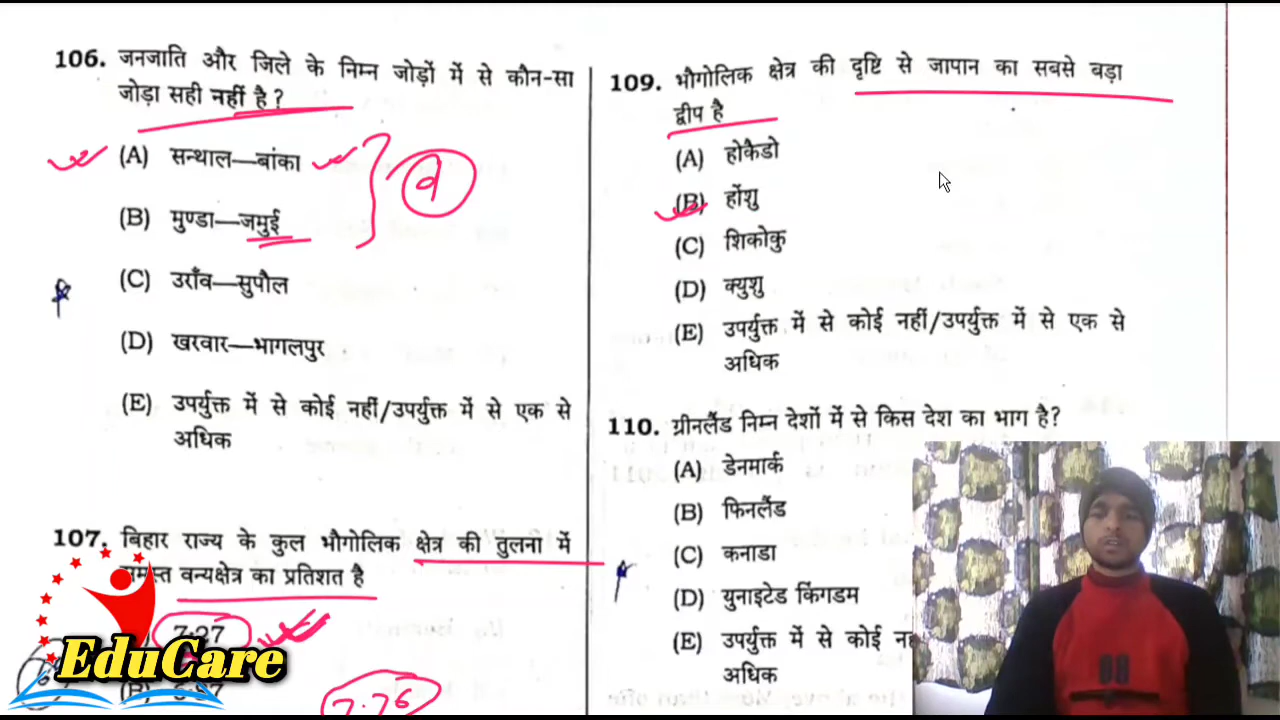 106. जनजाति और जिले के निम्न जोड़ों में से कौन-सा
जोड़ा सही नहीं है ?
(A) सन्थाल—बांका
(B) मुण्डा—जमुई
(C) उराँव—सुपौल
(D) खरवार—भागलपुर
(E) उपर्युक्त में से कोई नहीं/उपर्युक्त में से एक से
अधिक
107. बिहार राज्य के कुल भौगोलिक क्षेत्र की तुलना में
समस्त वन्यक्षेत्र का प्रतिशत है
7·27
(B)
7.76
109. भौगोलिक क्षेत्र की दृष्टि से जापान का सबसे बड़ा
द्वीप है
(A) होकैडो
(B) होंशु
(C) शिकोकु
(D) क्युशु
(E) उपर्युक्त में से कोई नहीं/उपर्युक्त में से एक से
अधिक
110. ग्रीनलैंड निम्न देशों में से किस देश का भाग है?
(A) डेनमार्क
(B) फिनलैंड
(C) कनाडा
(D) युनाइटेड किंगडम
(E) उपर्युक्त में से कोई
अधिक
EduCare